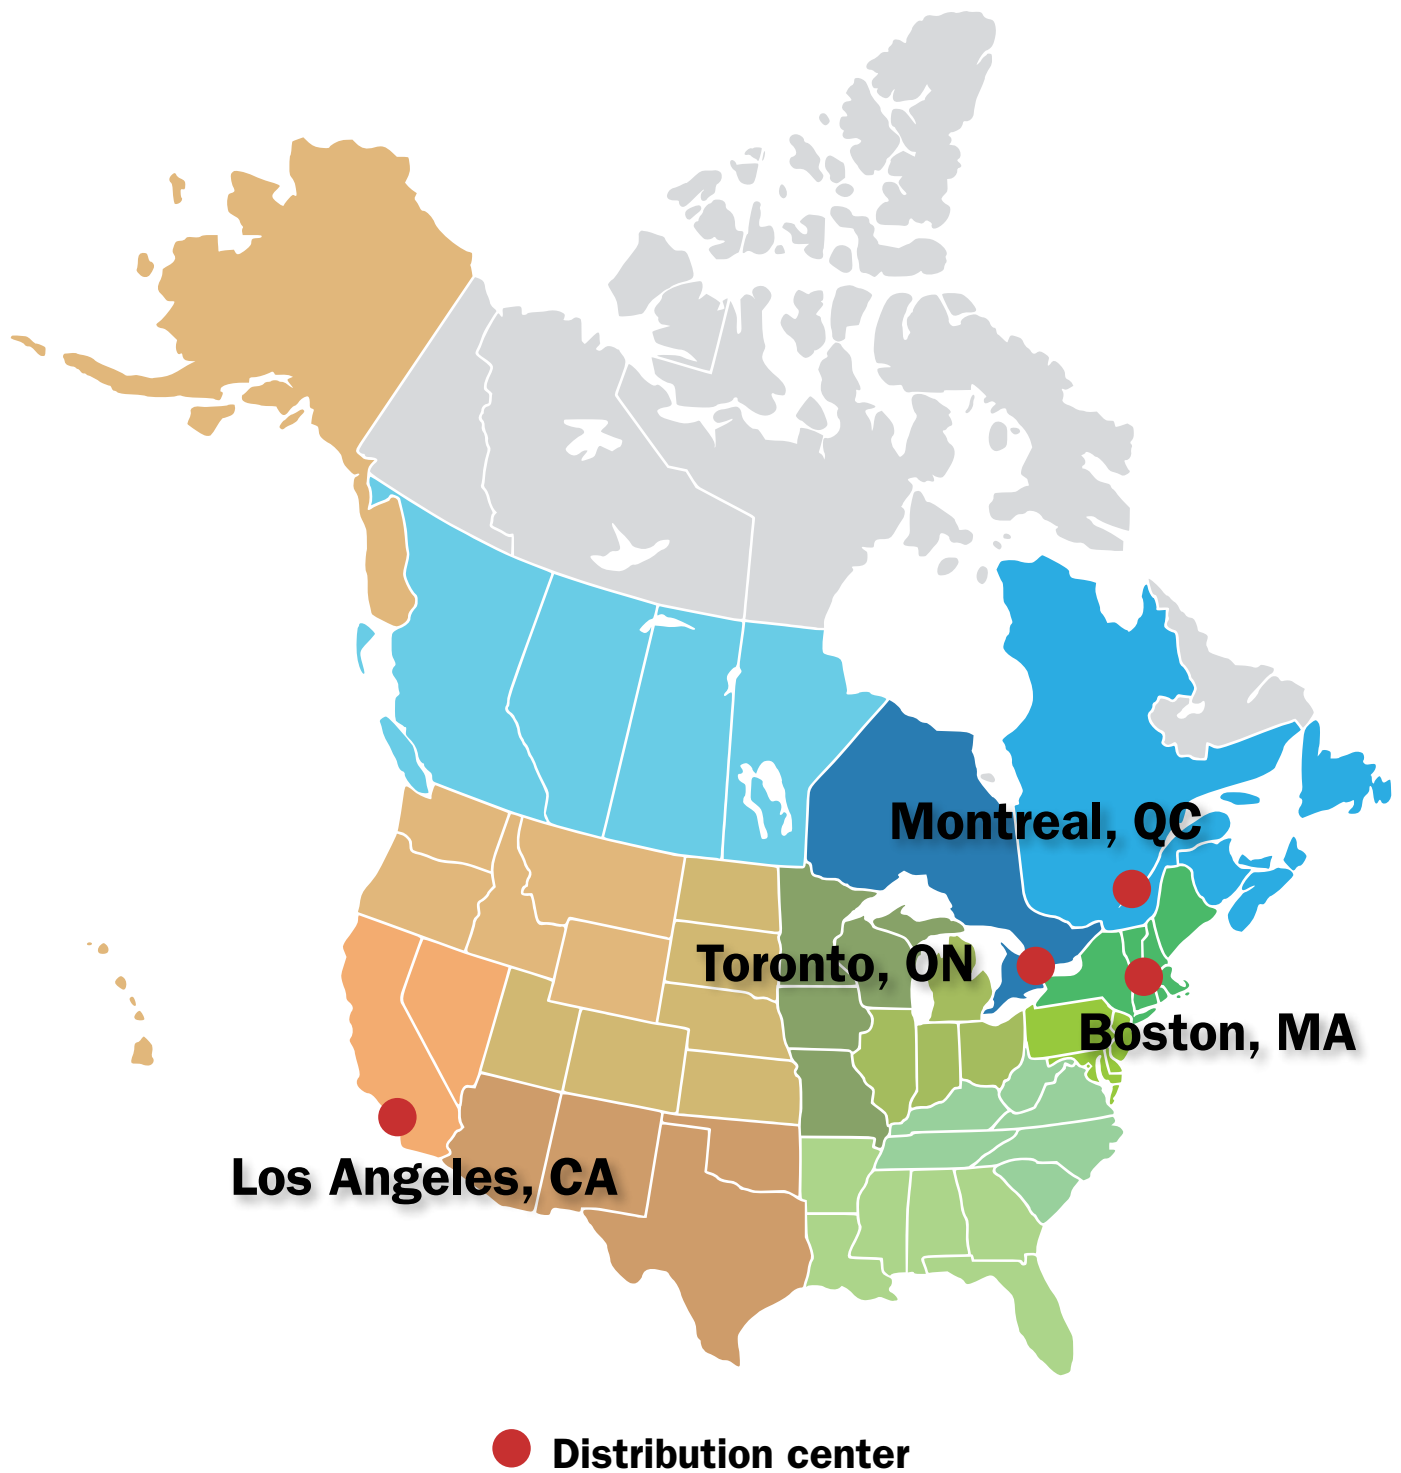 Montreal, QC
Toronto, ON
Boston, MA
Los Angeles, CA
Distribution center